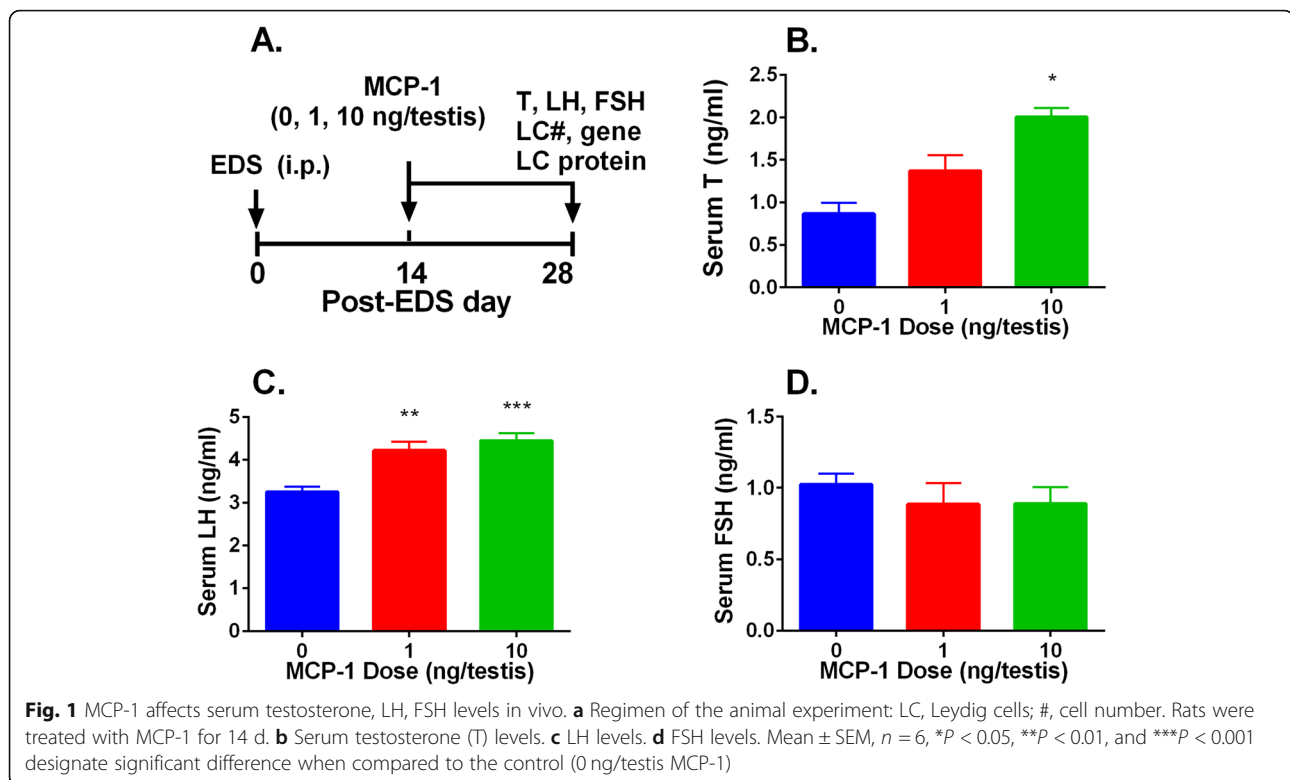 A.
MCP-1
(0, 1, 10 ng/testis)
T, LH, FSH
LC#, gene
LC protein
EDS (i.p.)
0
14
28
Post-EDS day
B.
Serum T (ng/ml)
2.5
2.0
1.5
1.0
0.5
0.0
*
0
1
10
MCP-1 Dose (ng/testis)
C.
Serum LH (ng/ml)
5
4
3
2
1
0
**
***
0
1
10
MCP-1 Dose (ng/testis)
D.
Serum FSH (ng/ml)
1.5
1.0
0.5
0.0
0
1
10
MCP-1 Dose (ng/testis)
Fig. 1 MCP-1 affects serum testosterone, LH, FSH levels in vivo. a Regimen of the animal experiment: LC, Leydig cells; #, cell number. Rats were
treated with MCP-1 for 14 d. b Serum testosterone (T) levels. c LH levels. d FSH levels. Mean ± SEM, n = 6, *P < 0.05, **P < 0.01, and ***P < 0.001
designate significant difference when compared to the control (0 ng/testis MCP-1)